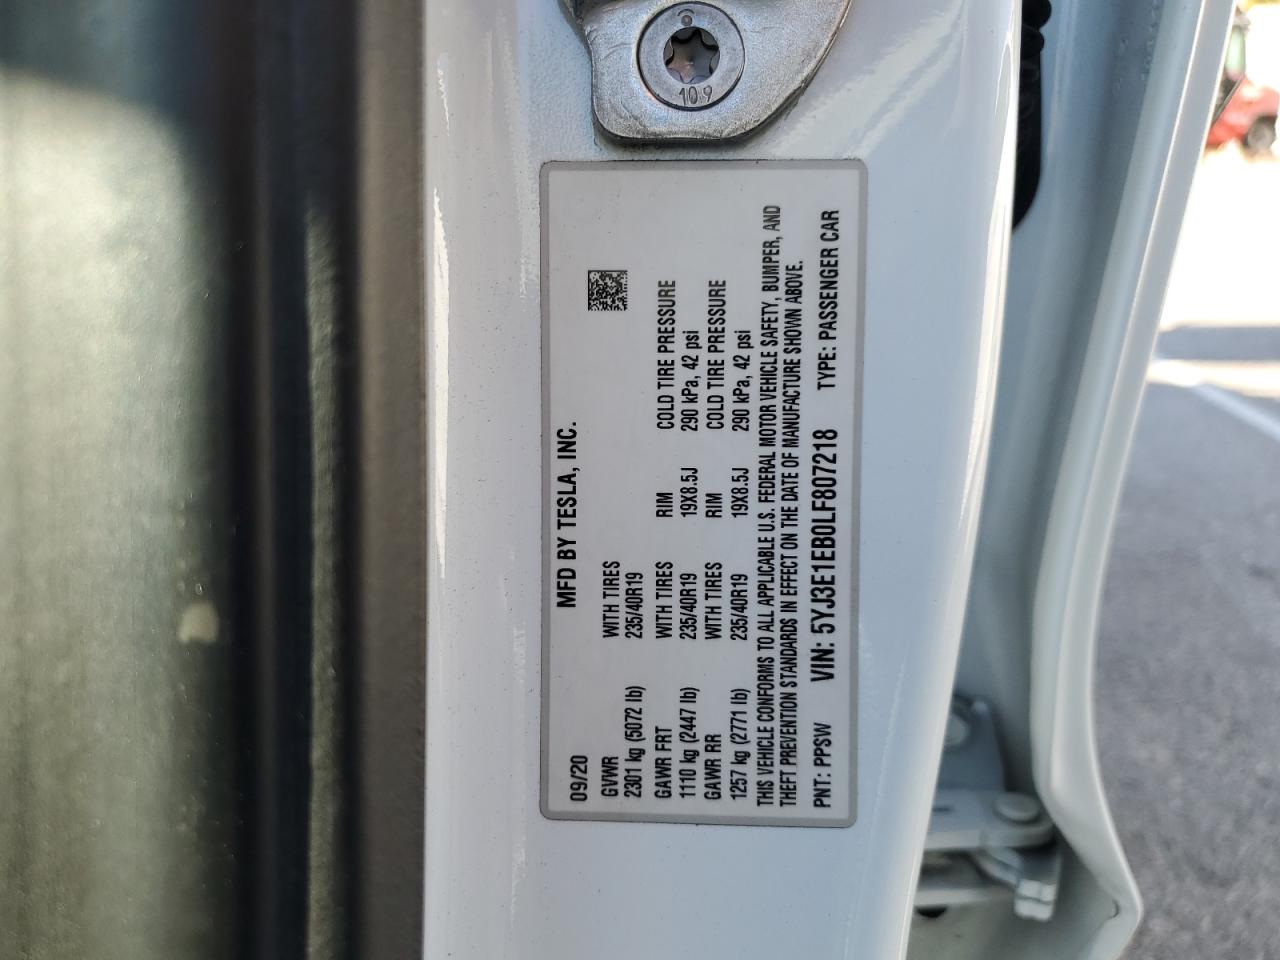 10.9
MFD BY TESLA, INC.
09/20
GVWR WITH TIRES
2301 kg (5072 lb) 235/40R19
GAWR FRT WITH TIRES RIM COLD TIRE PRESSURE
1110 kg (2447 lb) 235/40R19 19X8.5J 290 kPa, 42 psi
GAWR RR WITH TIRES RIM COLD TIRE PRESSURE
1257 kg (2771 lb) 235/40R19 19X8.5J 290 kPa, 42 psi
THIS VEHICLE CONFORMS TO ALL APPLICABLE U.S. FEDERAL MOTOR VEHICLE SAFETY, BUMPER, AND
THEFT PREVENTION STANDARDS IN EFFECT ON THE DATE OF MANUFACTURE SHOWN ABOVE.
PNT: PPSW VIN: 5YJ3E1EB0LF807218 TYPE: PASSENGER CAR